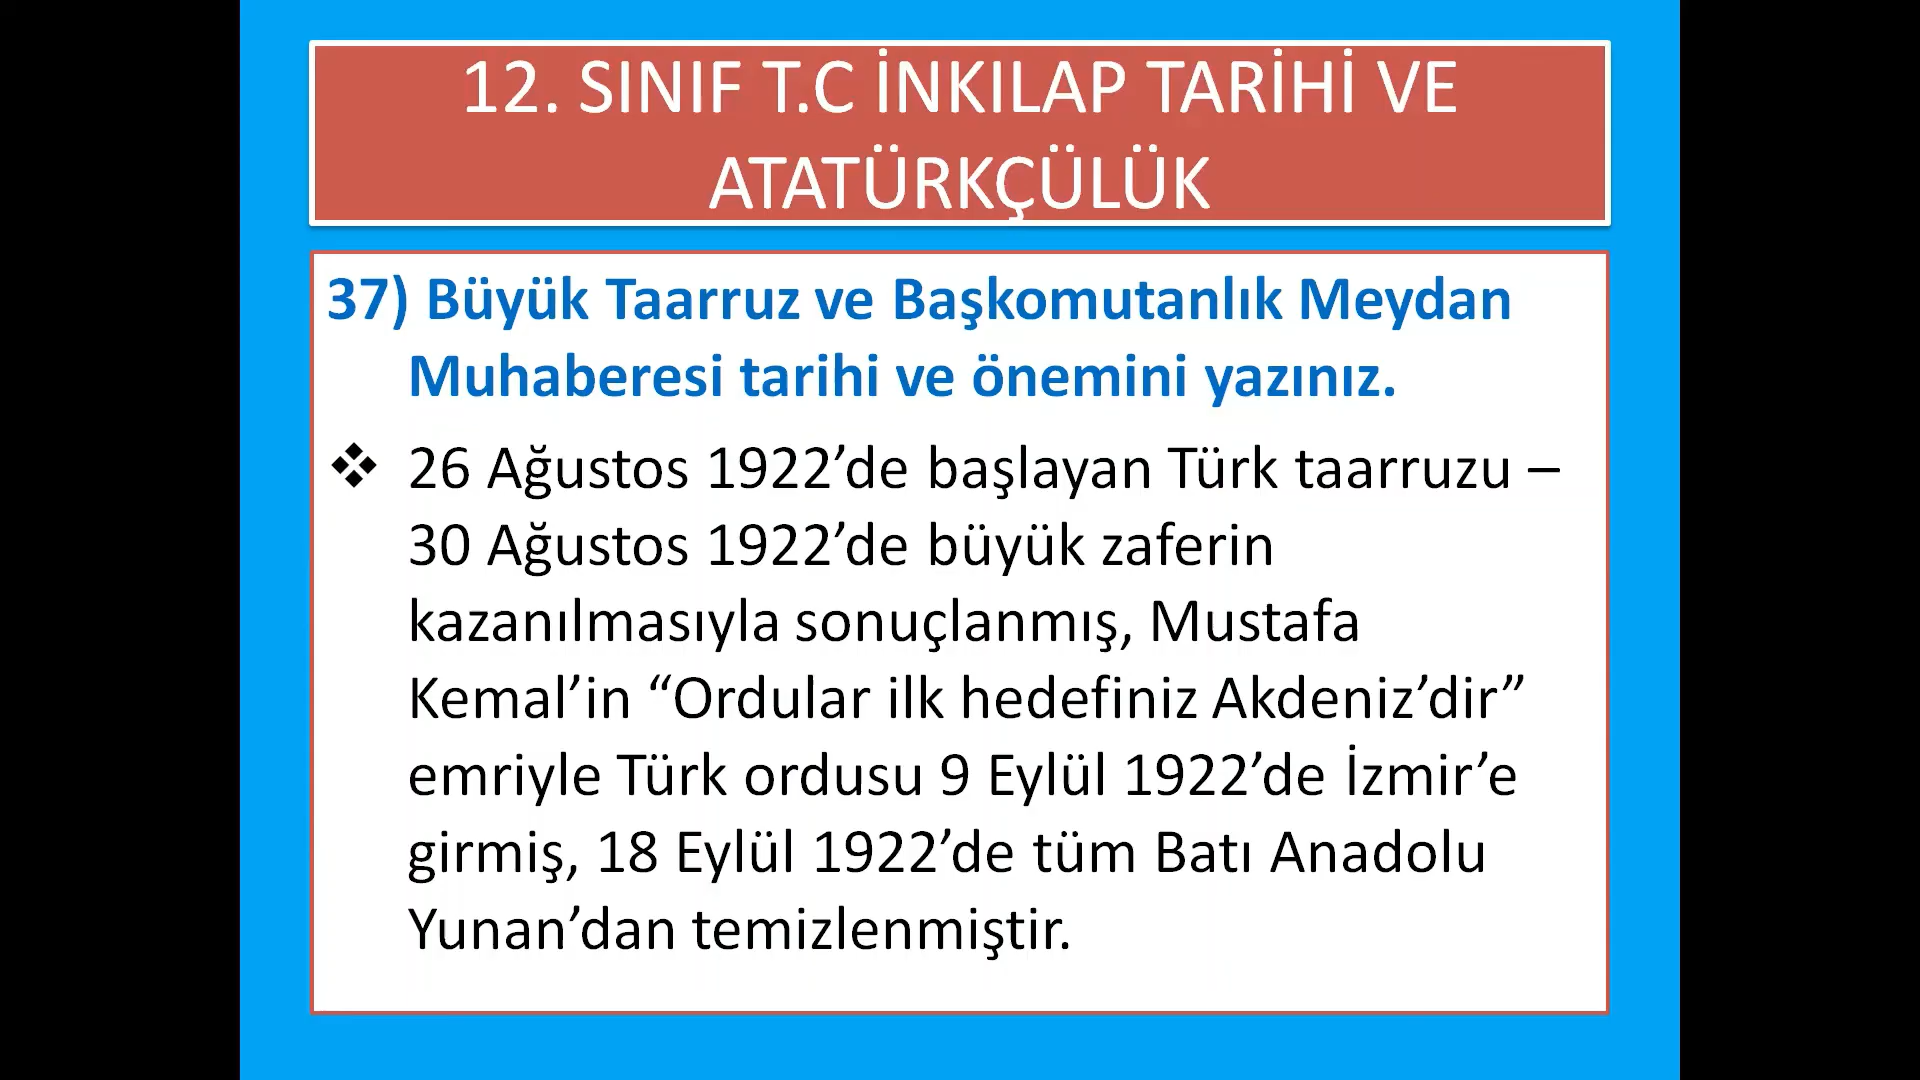 12. SINIF T.C İNKILAP TARİHİ VE
ATATÜRKÇÜLÜK
37) Büyük Taarruz ve Başkomutanlık Meydan
Muhaberesi tarihi ve önemini yazınız.
❖ 26 Ağustos 1922’de başlayan Türk taarruzu –
30 Ağustos 1922’de büyük zaferin
kazanılmasıyla sonuçlanmış, Mustafa
Kemal’in “Ordular ilk hedefiniz Akdeniz’dir”
emriyle Türk ordusu 9 Eylül 1922’de İzmir’e
girmiş, 18 Eylül 1922’de tüm Batı Anadolu
Yunan’dan temizlenmiştir.